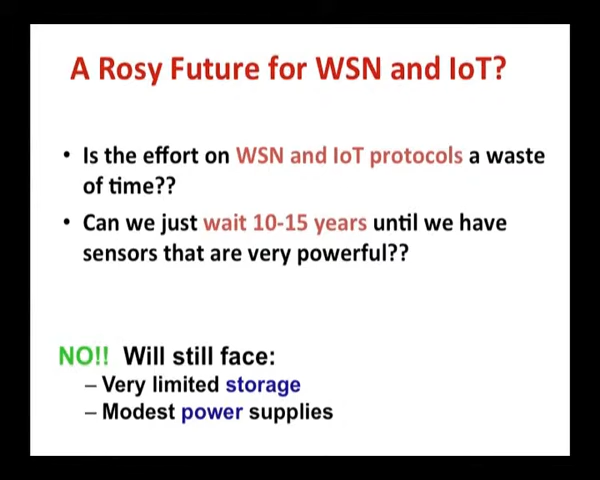 A Rosy Future for WSN and IoT?
• Is the effort on WSN and IoT protocols a waste
of time??
• Can we just wait 10-15 years until we have
sensors that are very powerful??
NO!! Will still face:
– Very limited storage
– Modest power supplies